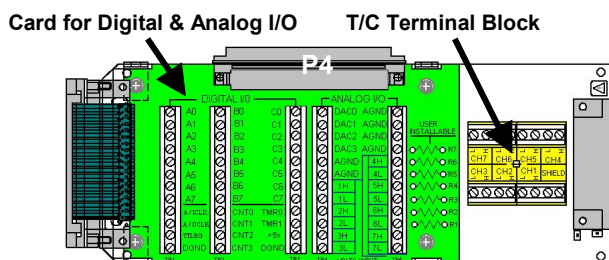 Card for Digital & Analog I/O
T/C Terminal Block
P4
DIGITAL I/O
ANALOG I/O
A0 B0 C0 DAC0 AGND
A1 B1 C1 DAC1 AGND
A2 B2 C2 DAC2 AGND
A3 B3 C3 DAC3 AGND
A4 B4 C4 AGND 4H
A5 B5 C5 AGND 4L
A6 B6 C6 1H 5H
A7 B7 C7 1L 5L
A/ICLK CNT0 TMR0 2H 6H
A/OCLK CNT1 TMR1 2L 6L
TTLRG CNT2 +5v 3H 7H
DGND CNT3 DGND 3L 7L
USER
INSTALLABLE
R7
R6
R5
R4
R3
R2
R1
L H L H L H L H
CH7 CH6 CH5 CH4
CH3 CH2 CH1 SHIELD
L H L H L H